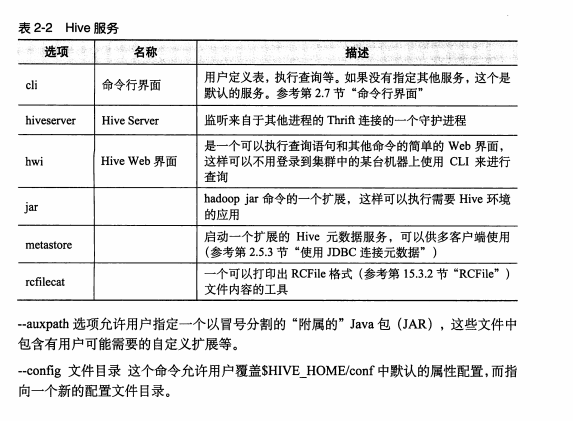 表 2-2 Hive 服务
选项 名称 描述
cli 命令行界面 用户定义表，执行查询等。如果没有指定其他服务，这个是
默认的服务。参考第 2.7 节“命令行界面”
hiveserver Hive Server 监听来自于其他进程的 Thrift 连接的一个守护进程
hwi Hive Web 界面 是一个可以执行查询语句和其他命令的简单的 Web 界面，
这样可以不用登录到集群中的某台机器上使用 CLI 来进行
查询
jar hadoop jar 命令的一个扩展，这样可以执行需要 Hive 环境
的应用
metastore 启动一个扩展的 Hive 元数据服务，可以供多客户端使用
（参考第 2.5.3 节“使用 JDBC 连接元数据”）
rcfilecat 一个可以打印出 RCFile 格式（参考第 15.3.2 节“RCFile”）
文件内容的工具
--auxpath 选项允许用户指定一个以冒号分割的“附属的”Java 包（JAR），这些文件中
包含有用户可能需要的自定义扩展等。
--config 文件目录 这个命令允许用户覆盖$HIVE_HOME/conf 中默认的属性配置，而指
向一个新的配置文件目录。